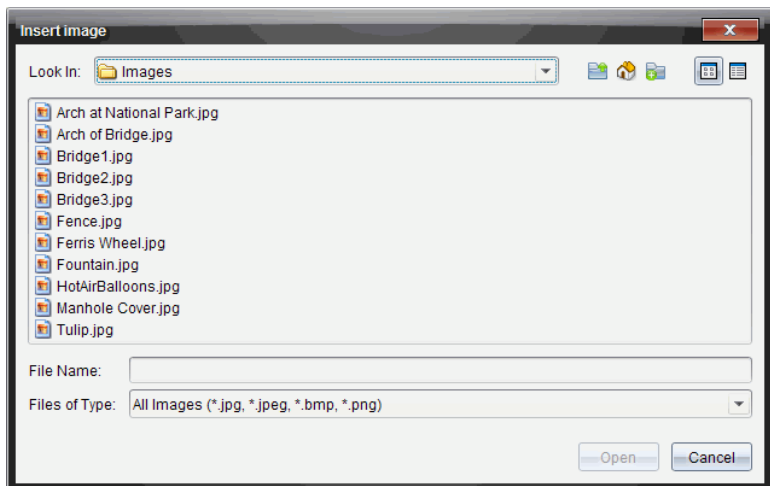 Insert image
Look In: Images
Arch at National Park.jpg
Arch of Bridge.jpg
Bridge1.jpg
Bridge2.jpg
Bridge3.jpg
Fence.jpg
Ferris Wheel.jpg
Fountain.jpg
HotAirBalloons.jpg
Manhole Cover.jpg
Tulip.jpg
File Name:
Files of Type: All Images (*.jpg, *.jpeg, *.bmp, *.png)
Open Cancel